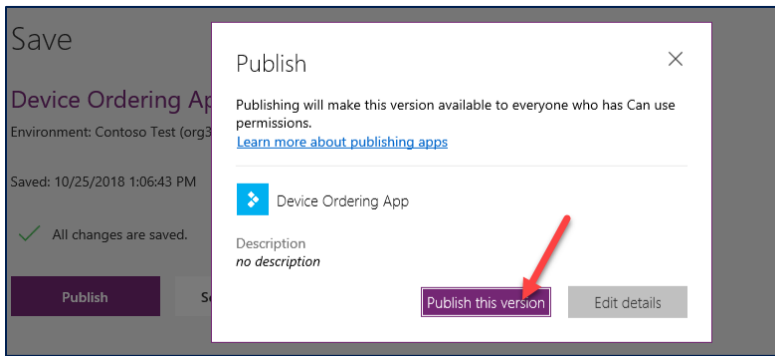 Save
Device Ordering Ap
Environment: Contoso Test (org3
Saved: 10/25/2018 1:06:43 PM
All changes are saved.
Publish
Se
Publish
Publishing will make this version available to everyone who has Can use
permissions.
Learn more about publishing apps
Device Ordering App
Description
no description
Publish this version
Edit details